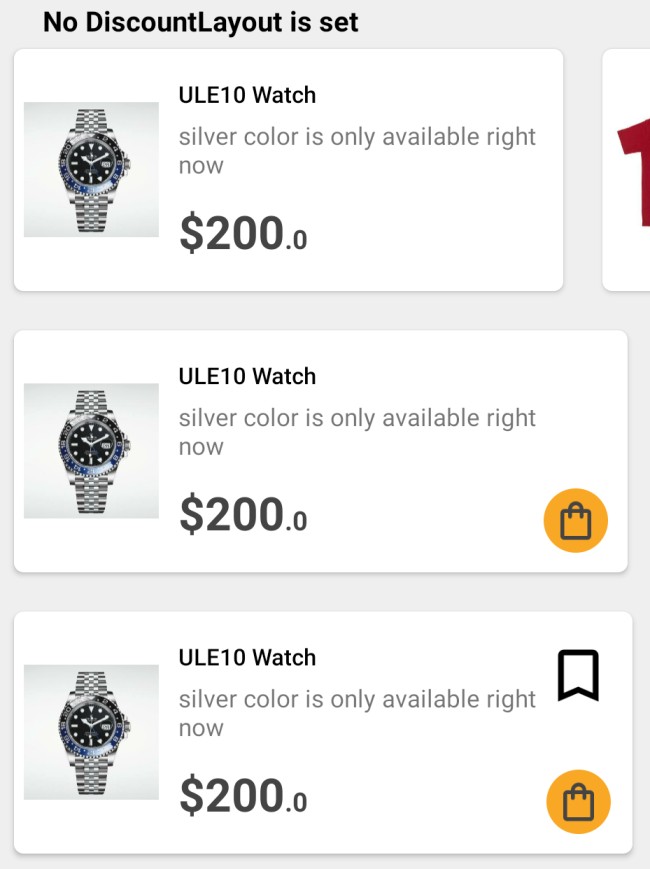 No DiscountLayout is set
ULE10 Watch
silver color is only available right
now
$200.0
ULE10 Watch
silver color is only available right
now
$200.0
ULE10 Watch
silver color is only available right
now
$200.0